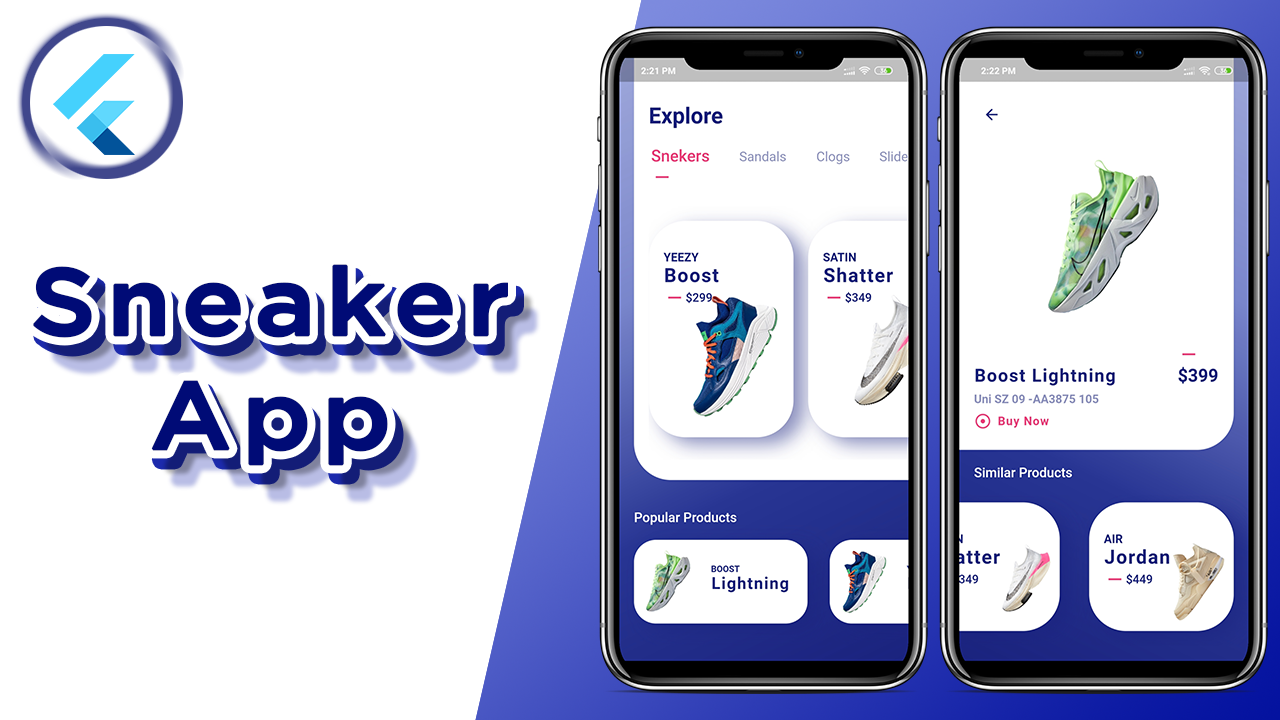 Sneaker
App
2:21 PM
36
Explore
Snekers Sandals Clogs Slide
YEEZY
Boost
$299
SATIN
Shatter
$349
Popular Products
BOOST
Lightning
2:22 PM
36
Boost Lightning
$399
Uni SZ 09 -AA3875 105
Buy Now
Similar Products
N
atter
349
AIR
Jordan
$449